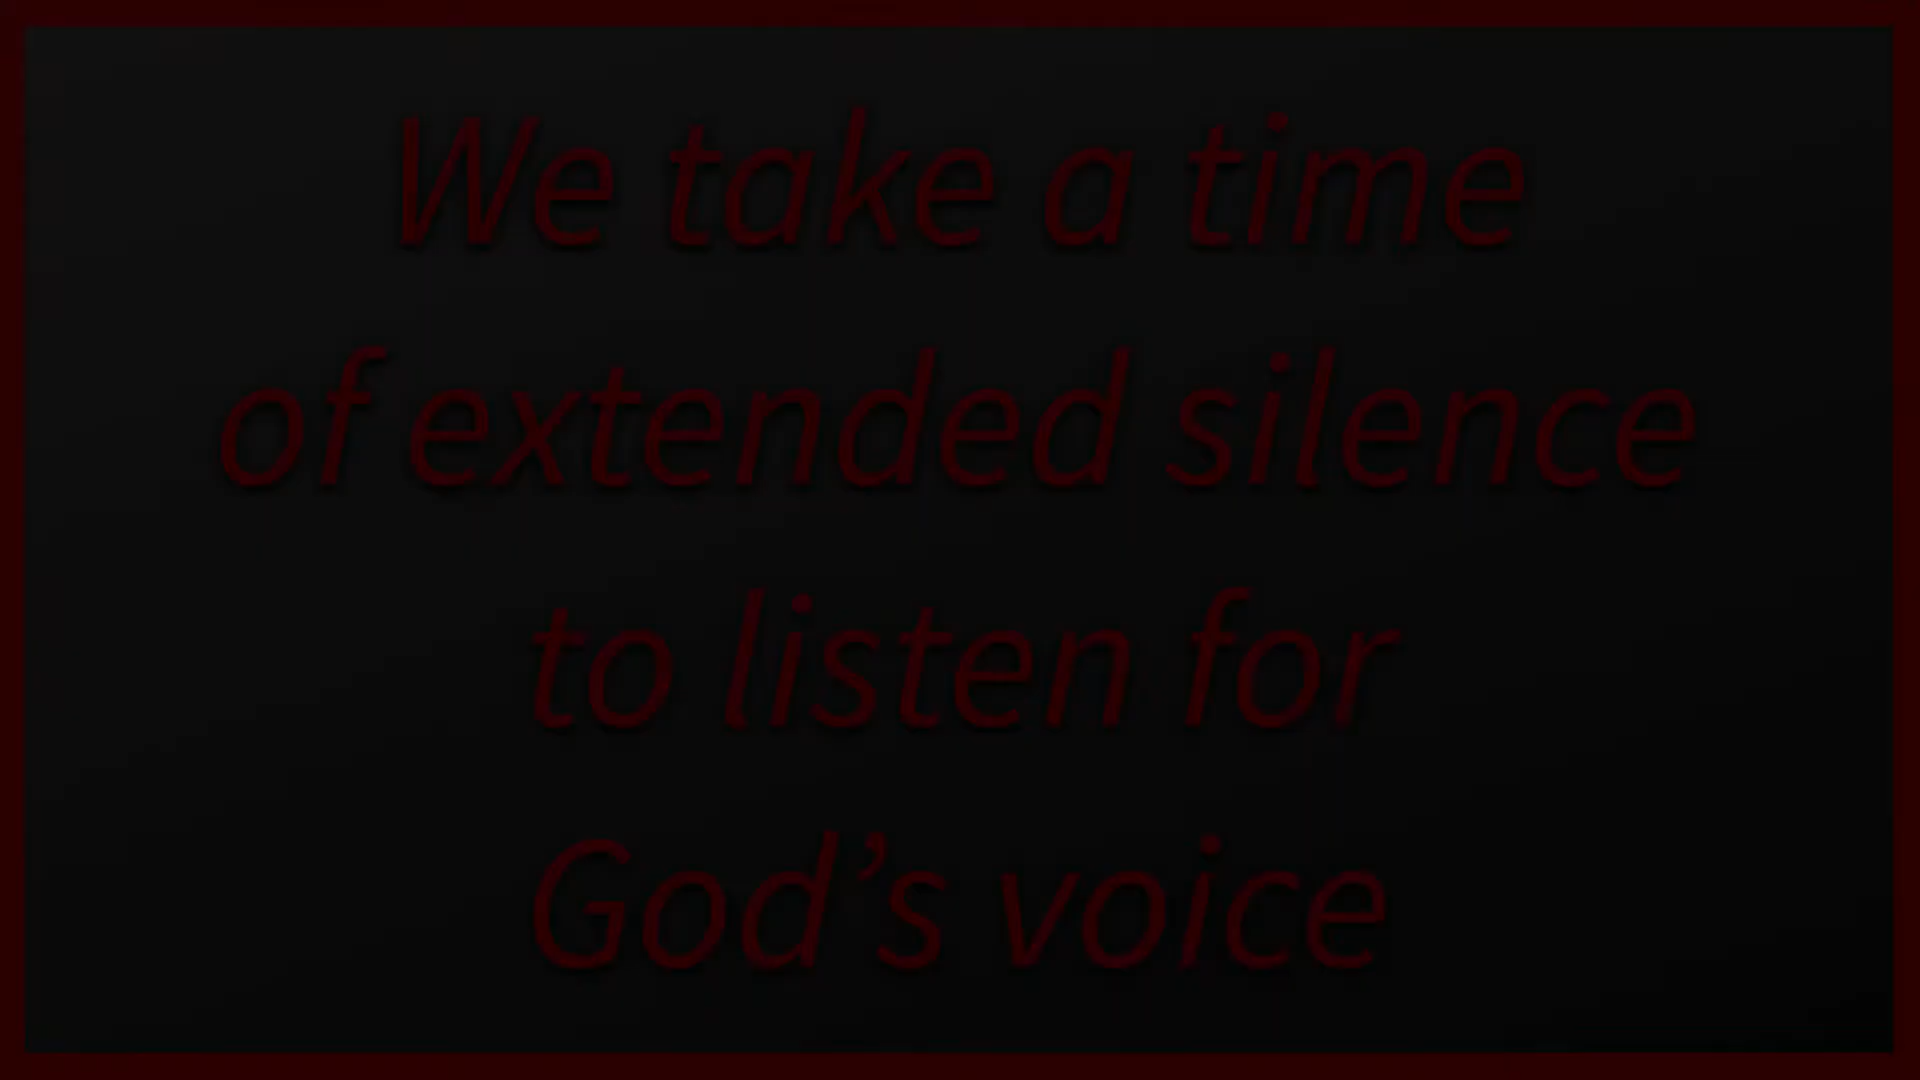 We take a time
of extended silence
to listen for
God’s voice